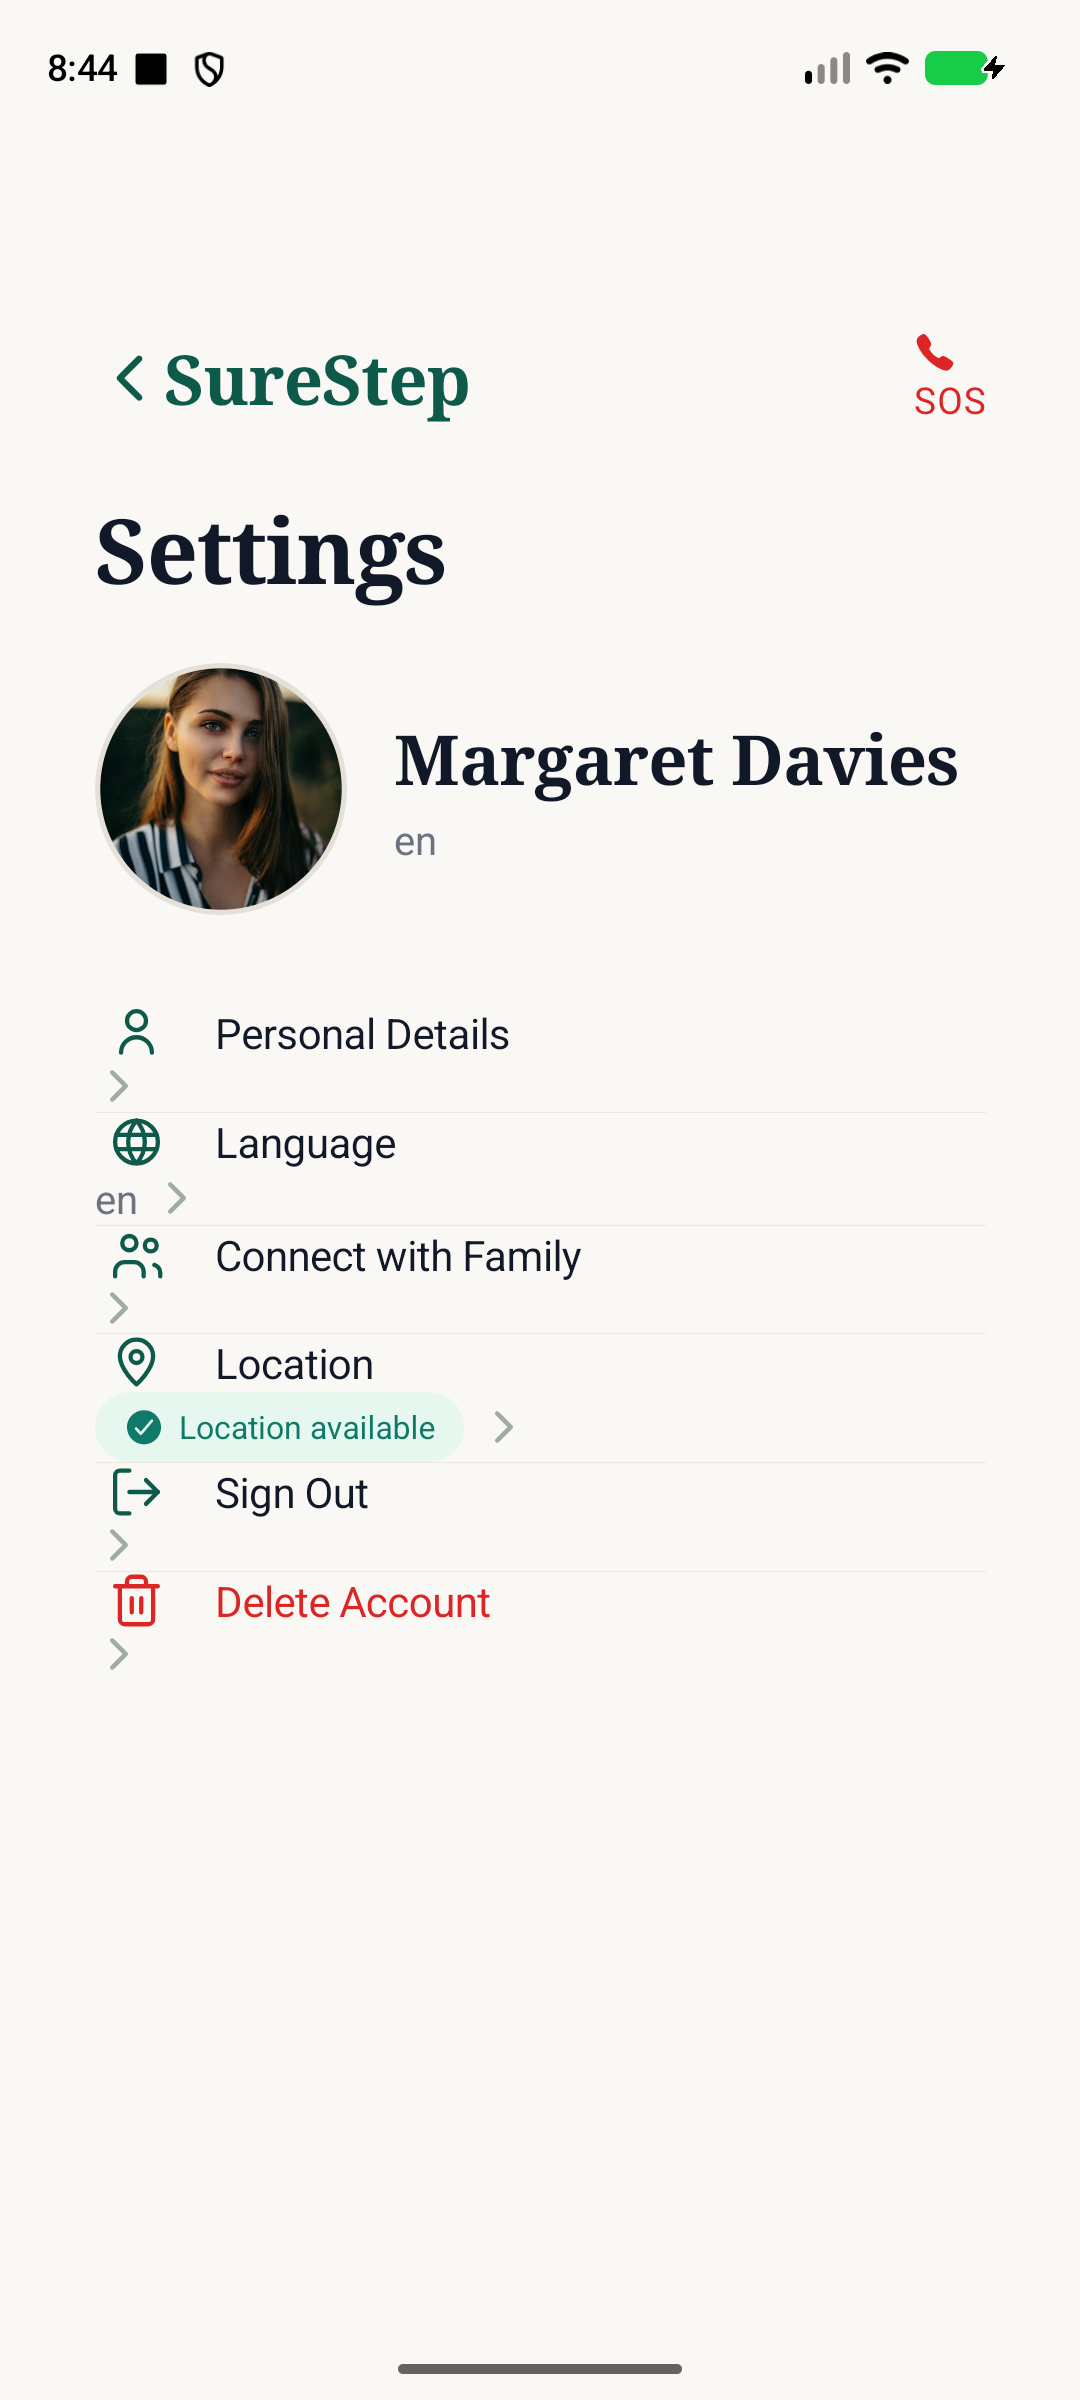 8:44
SureStep
SOS
Settings
Margaret Davies
en
Personal Details
Language
en
Connect with Family
Location
Location available
Sign Out
Delete Account